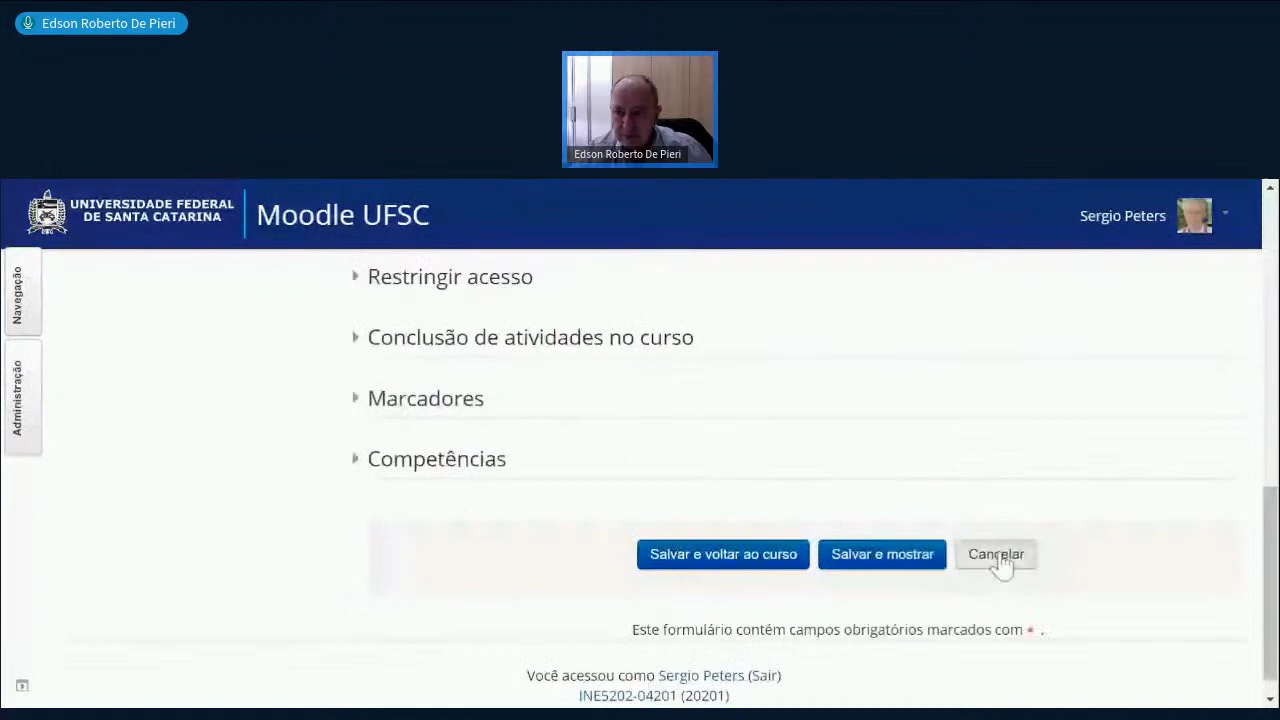 Edson Roberto De Pieri
Edson Roberto De Pieri
UNIVERSIDADE FEDERAL
DE SANTA CATARINA
Moodle UFSC
Sergio Peters
Navegação
Administração
Restringir acesso
Conclusão de atividades no curso
Marcadores
Competências
Salvar e voltar ao curso
Salvar e mostrar
Cancelar
Este formulário contém campos obrigatórios marcados com * .
Você acessou como Sergio Peters (Sair)
INE5202-04201 (20201)